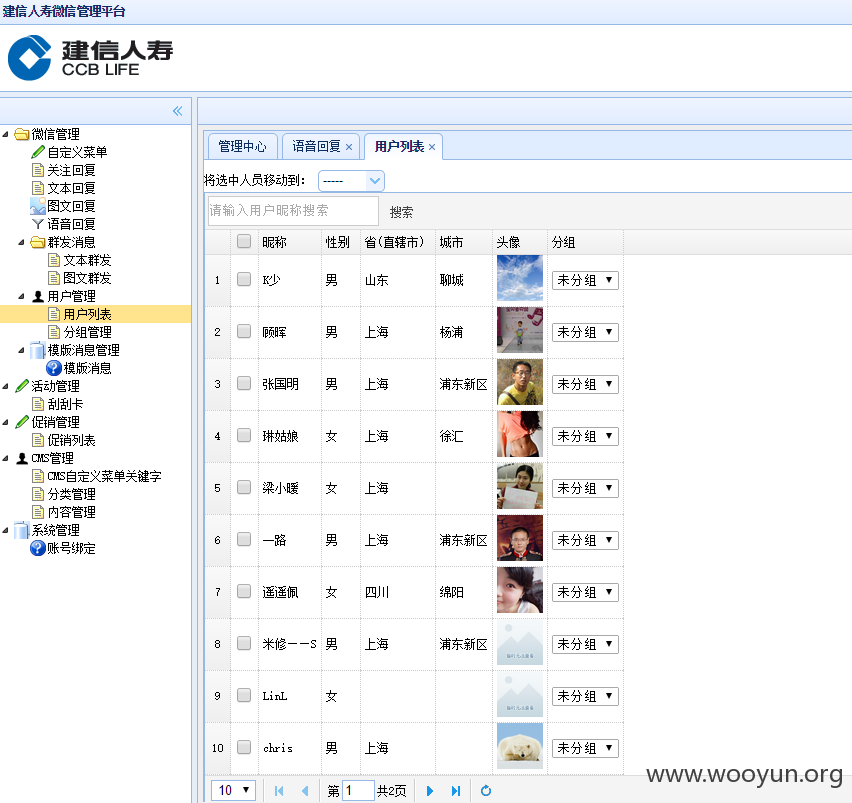 建信人寿微信管理平台
建信人寿
CCB LIFE
«
微信管理
自定义菜单
关注回复
文本回复
图文回复
语音回复
群发消息
文本群发
图文群发
用户管理
用户列表
分组管理
模版消息管理
模版消息
活动管理
刮刮卡
促销管理
促销列表
CMS管理
CMS自定义菜单关键字
分类管理
内容管理
系统管理
账号绑定
管理中心 语音回复 × 用户列表 ×
将选中人员移动到： -----
请输入用户昵称搜索 搜索
昵称 性别 省(直辖市) 城市 头像 分组
1 K少 男 山东 聊城 未分组
2 顾晖 男 上海 杨浦 未分组
3 张国明 男 上海 浦东新区 未分组
4 琳姑娘 女 上海 徐汇 未分组
5 梁小暖 女 上海 未分组
6 一路 男 上海 浦东新区 未分组
7 遥遥佩 女 四川 绵阳 未分组
8 米修——S 男 上海 浦东新区 未分组
9 LinL 女 未分组
10 chris 男 上海 未分组
10 第 1 共2页
www.wooyun.org